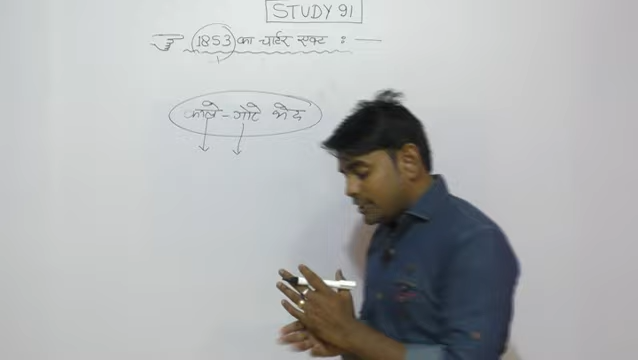 STUDY 91
1853 का चार्टर एक्ट : —
काले - गोरे भेद